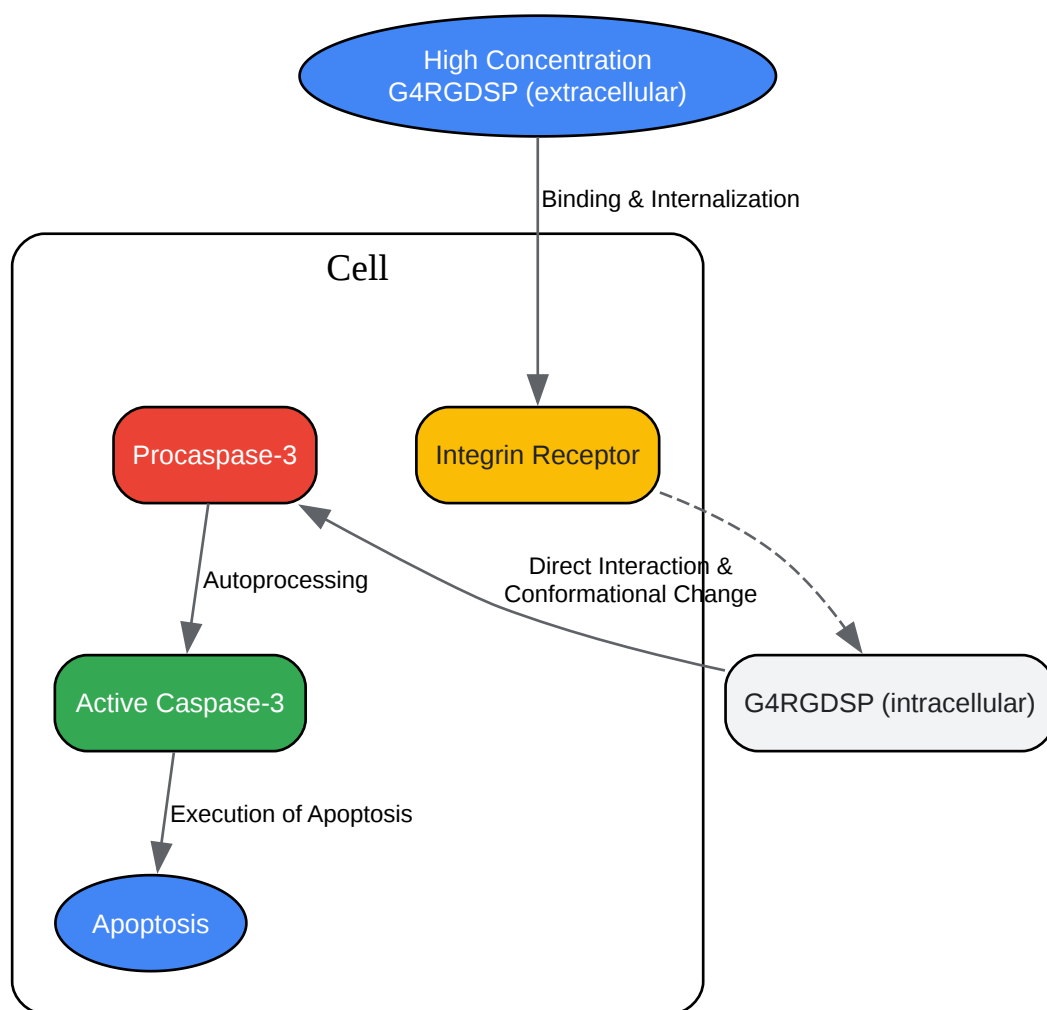 High Concentration
G4RGDSP (extracellular)
Binding & Internalization
Cell
Procaspase-3
Integrin Receptor
Direct Interaction &
Conformational Change
Autoprocessing
Active Caspase-3
G4RGDSP (intracellular)
Execution of Apoptosis
Apoptosis